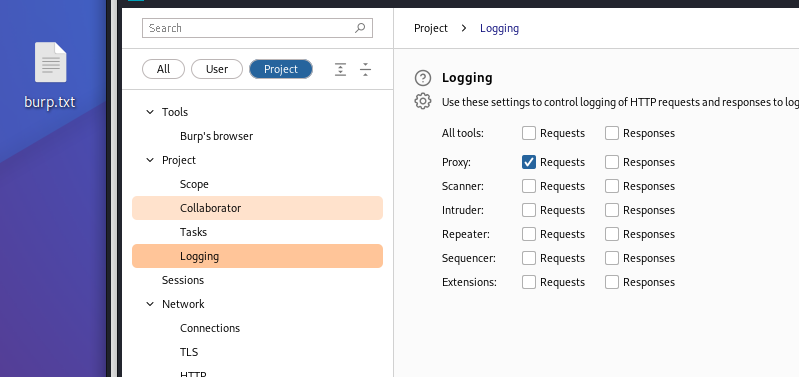 burp.txt
Search
All User Project
Tools
Burp's browser
Project
Scope
Collaborator
Tasks
Logging
Sessions
Network
Connections
TLS
HTTP
Project > Logging
Logging
Use these settings to control logging of HTTP requests and responses to log
All tools: Requests Responses
Proxy: Requests Responses
Scanner: Requests Responses
Intruder: Requests Responses
Repeater: Requests Responses
Sequencer: Requests Responses
Extensions: Requests Responses